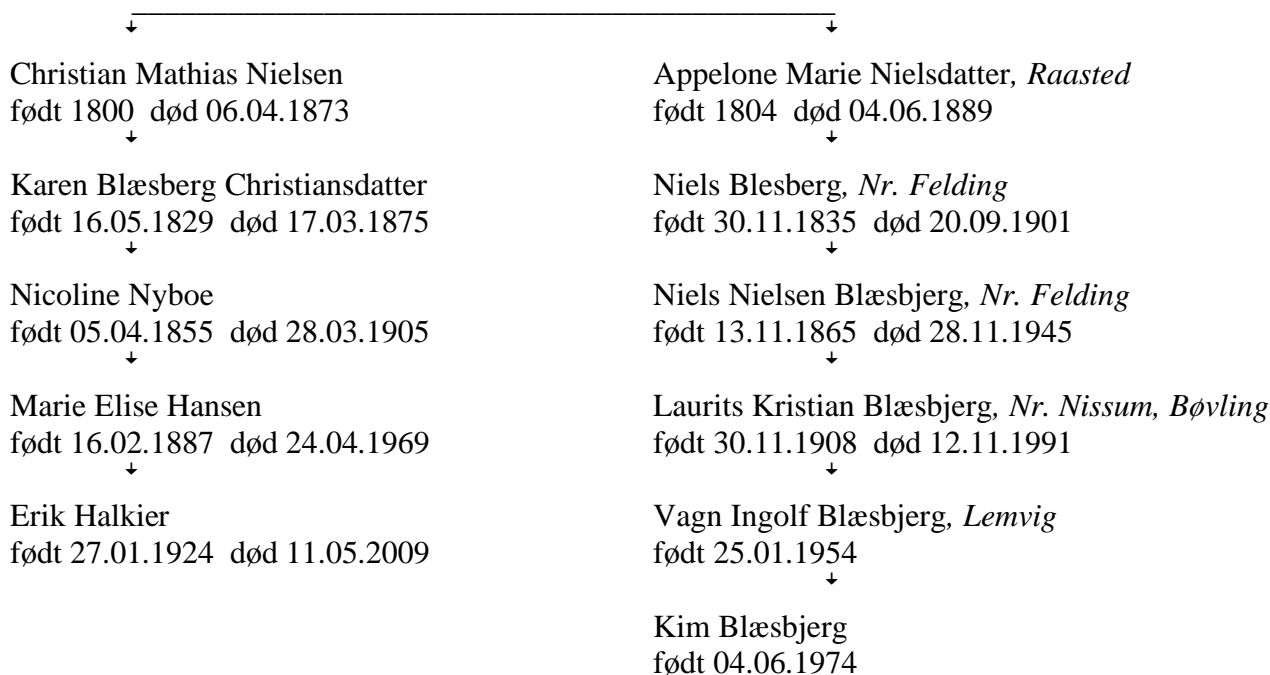 Christian Mathias Nielsen
født 1800 død 06.04.1873
Karen Blæsberg Christiansdatter
født 16.05.1829 død 17.03.1875
Nicoline Nyboe
født 05.04.1855 død 28.03.1905
Marie Elise Hansen
født 16.02.1887 død 24.04.1969
Erik Halkier
født 27.01.1924 død 11.05.2009
Appelone Marie Nielsdatter, Raasted
født 1804 død 04.06.1889
Niels Blesberg, Nr. Felding
født 30.11.1835 død 20.09.1901
Niels Nielsen Blæsbjerg, Nr. Felding
født 13.11.1865 død 28.11.1945
Laurits Kristian Blæsbjerg, Nr. Nissum, Bøvling
født 30.11.1908 død 12.11.1991
Vagn Ingolf Blæsbjerg, Lemvig
født 25.01.1954
Kim Blæsbjerg
født 04.06.1974